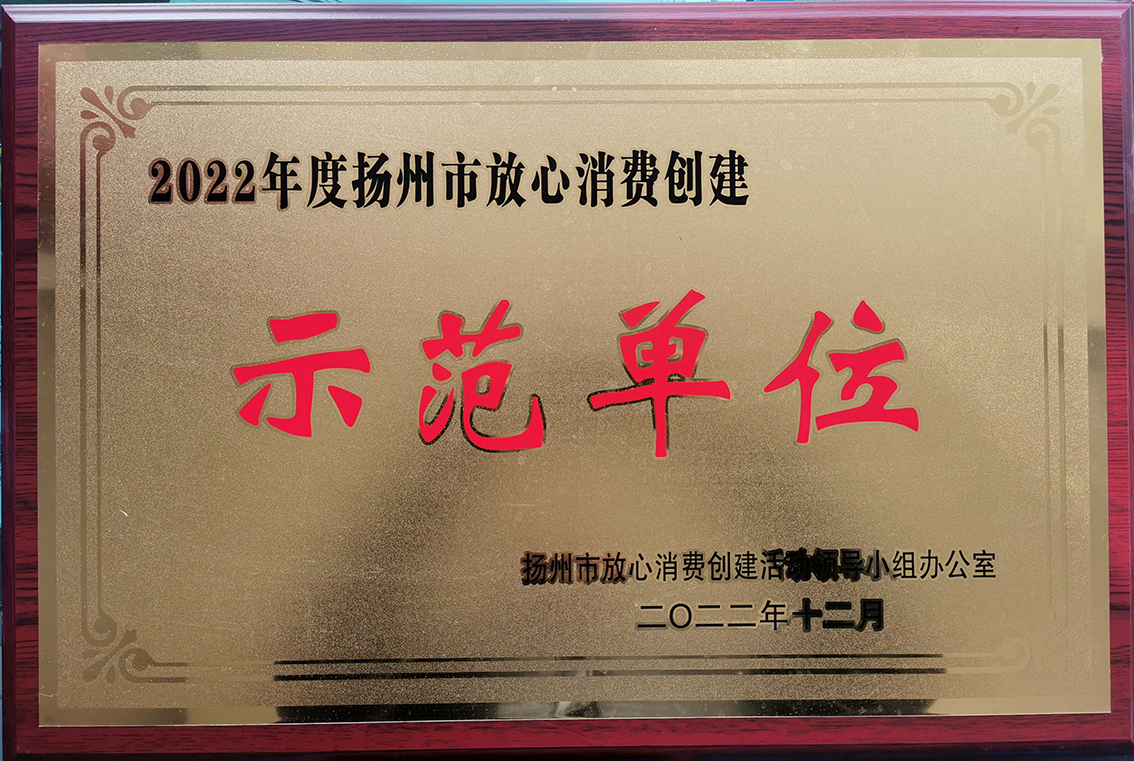 2022年度扬州市放心消费创建
示范单位
扬州市放心消费创建活动领导小组办公室
二〇二二年十二月